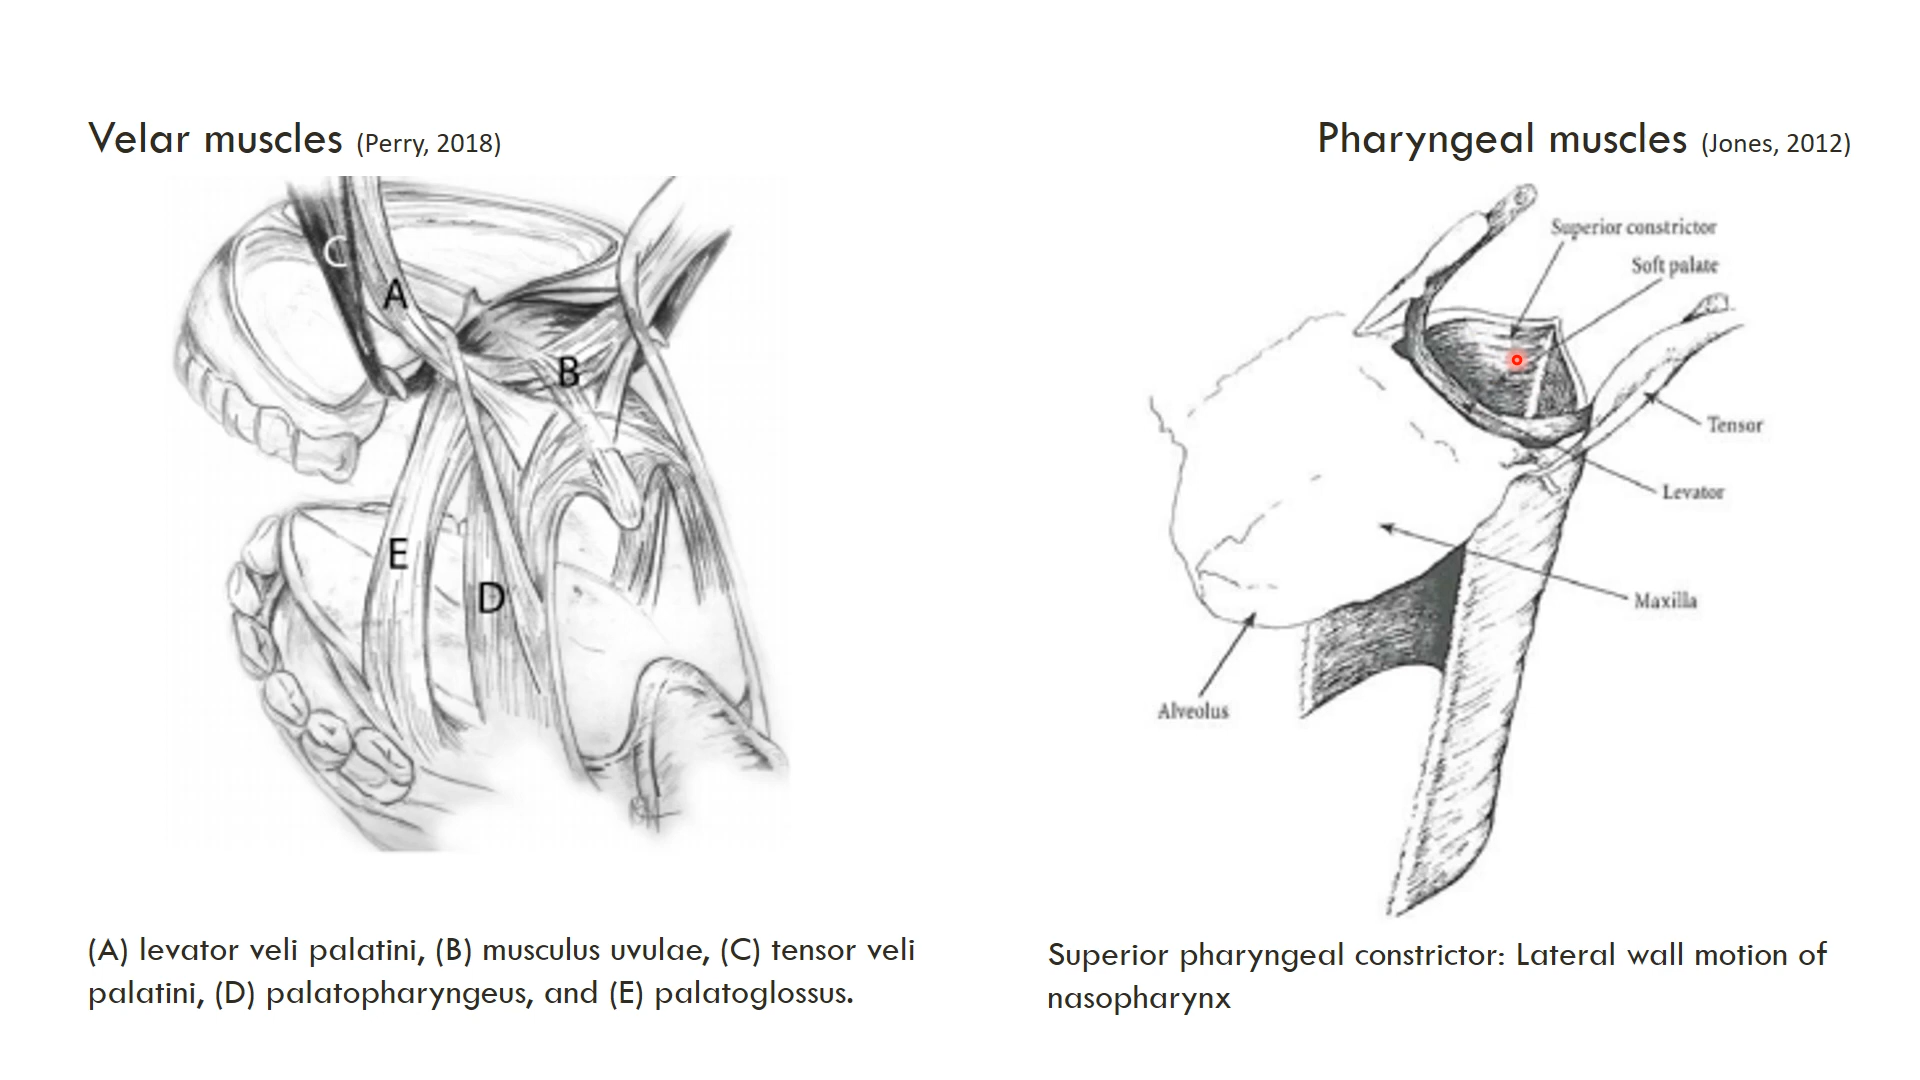 Velar muscles (Perry, 2018)
C
A
B
E
D
(A) levator veli palatini, (B) musculus uvulae, (C) tensor veli
palatini, (D) palatopharyngeus, and (E) palatoglossus.
Pharyngeal muscles (Jones, 2012)
Superior constrictor
Soft palate
Tensor
Levator
Maxilla
Alveolus
Superior pharyngeal constrictor: Lateral wall motion of
nasopharynx